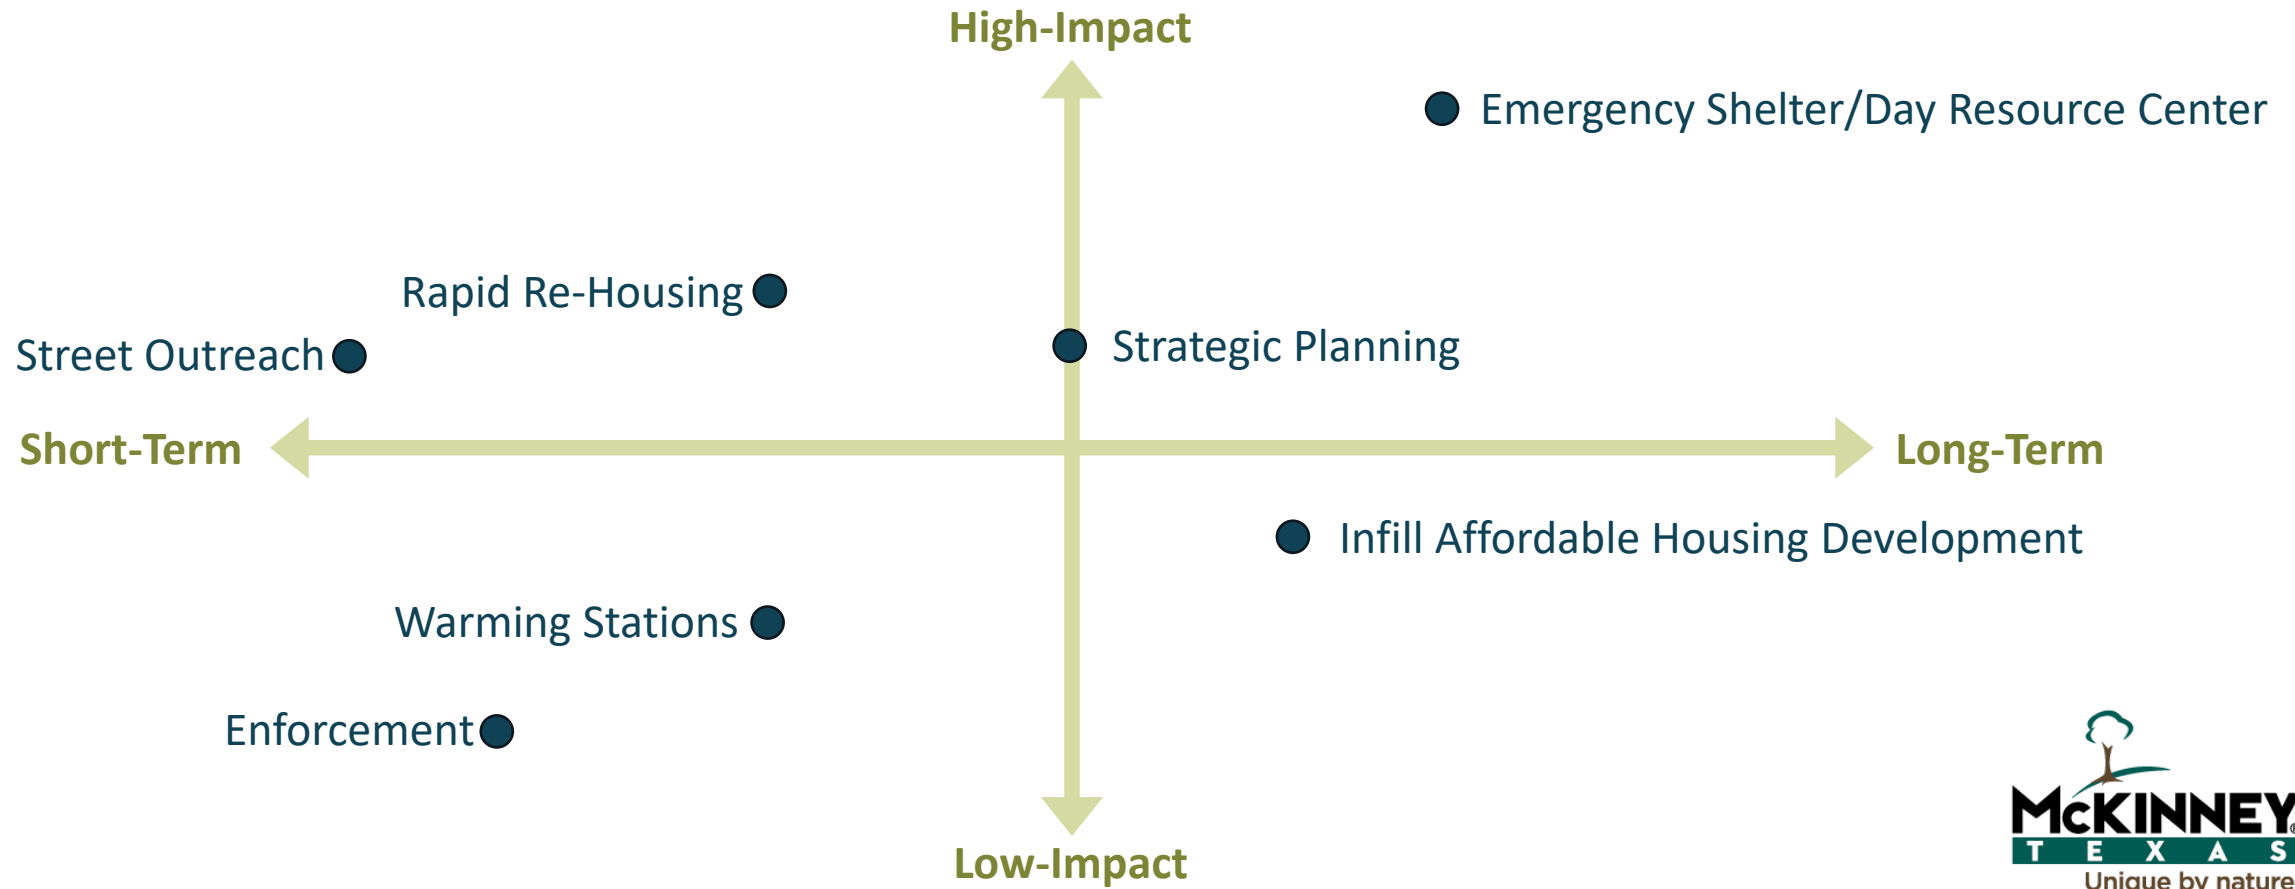 High-Impact
Emergency Shelter/Day Resource Center
Rapid Re-Housing
Street Outreach
Strategic Planning
Short-Term
Long-Term
Infill Affordable Housing Development
Warming Stations
Enforcement
Low-Impact
McKINNEY®
TEXAS
Unique by nature